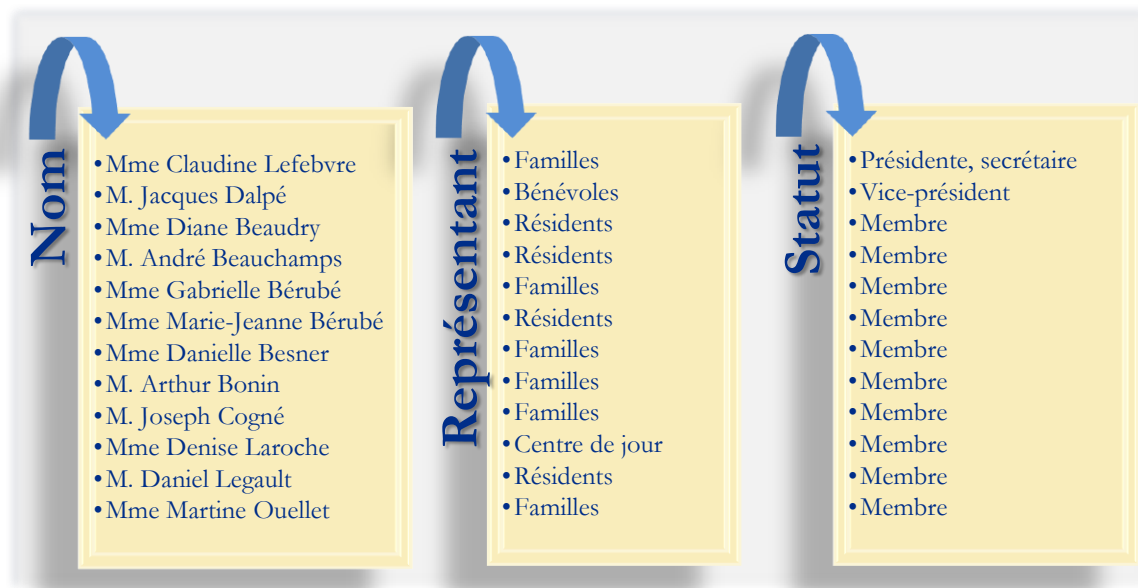 Nom
• Mme Claudine Lefebvre
• M. Jacques Dalpé
• Mme Diane Beaudry
• M. André Beauchamps
• Mme Gabrielle Bérubé
• Mme Marie-Jeanne Bérubé
• Mme Danielle Besner
• M. Arthur Bonin
• M. Joseph Cogné
• Mme Denise Laroche
• M. Daniel Legault
• Mme Martine Ouellet
Représentant
• Familles
• Bénévoles
• Résidents
• Résidents
• Familles
• Résidents
• Familles
• Familles
• Familles
• Centre de jour
• Résidents
• Familles
Statut
• Présidente, secrétaire
• Vice-président
• Membre
• Membre
• Membre
• Membre
• Membre
• Membre
• Membre
• Membre
• Membre
• Membre